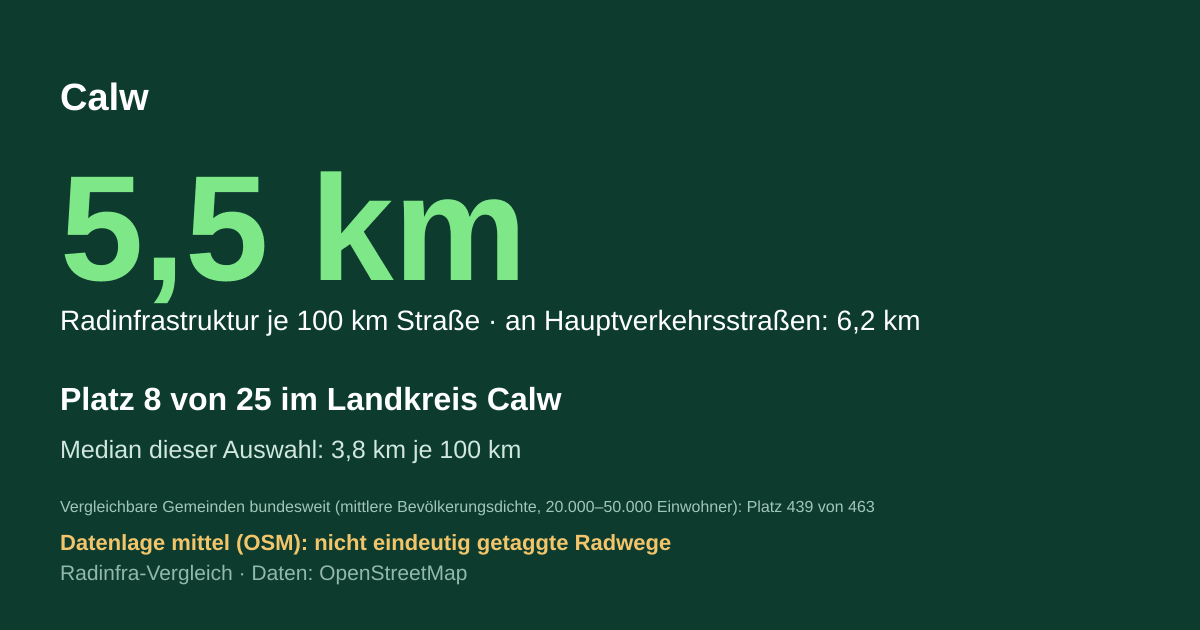 Calw
5,5 km
Radinfrastruktur je 100 km Straße · an Hauptverkehrsstraßen: 6,2 km
Platz 8 von 25 im Landkreis Calw
Median dieser Auswahl: 3,8 km je 100 km
Vergleichbare Gemeinden bundesweit (mittlere Bevölkerungsdichte, 20.000–50.000 Einwohner): Platz 439 von 463
Datenlage mittel (OSM): nicht eindeutig getaggte Radwege
Radinfra-Vergleich · Daten: OpenStreetMap